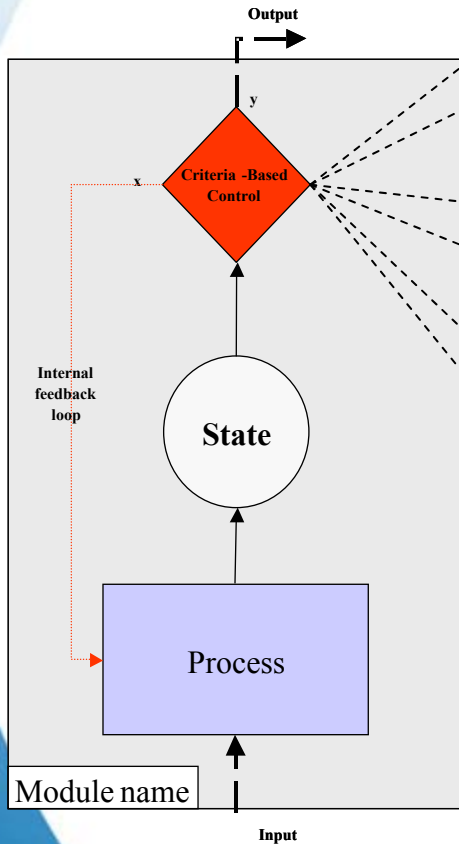 Output
y
x
Criteria -Based
Control
Internal
feedback
loop
State
Process
Module name
Input